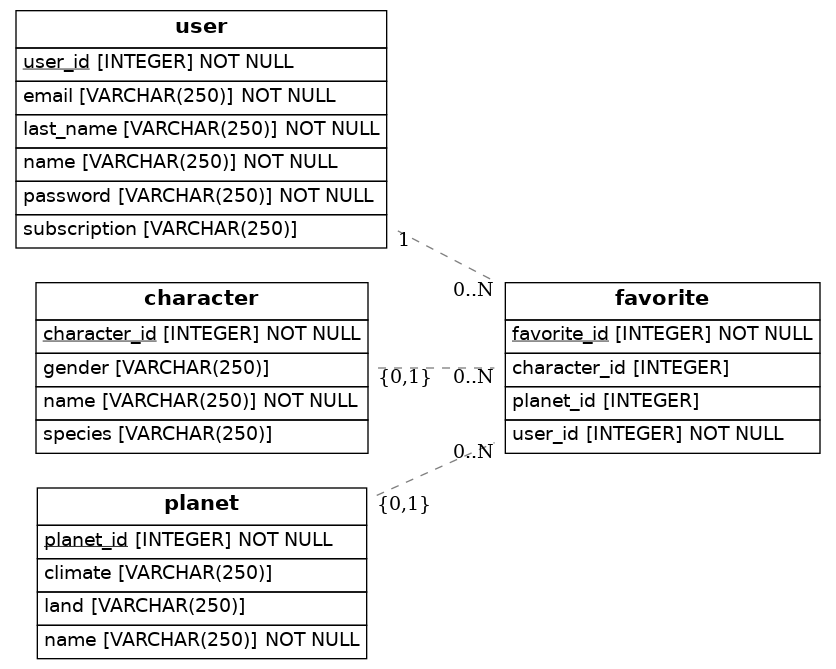 user
user_id [INTEGER] NOT NULL
email [VARCHAR(250)] NOT NULL
last_name [VARCHAR(250)] NOT NULL
name [VARCHAR(250)] NOT NULL
password [VARCHAR(250)] NOT NULL
subscription [VARCHAR(250)]
1
0..N
character
character_id [INTEGER] NOT NULL
gender [VARCHAR(250)]
name [VARCHAR(250)] NOT NULL
species [VARCHAR(250)]
{0,1}
0..N
favorite
favorite_id [INTEGER] NOT NULL
character_id [INTEGER]
planet_id [INTEGER]
user_id [INTEGER] NOT NULL
0..N
{0,1}
planet
planet_id [INTEGER] NOT NULL
climate [VARCHAR(250)]
land [VARCHAR(250)]
name [VARCHAR(250)] NOT NULL